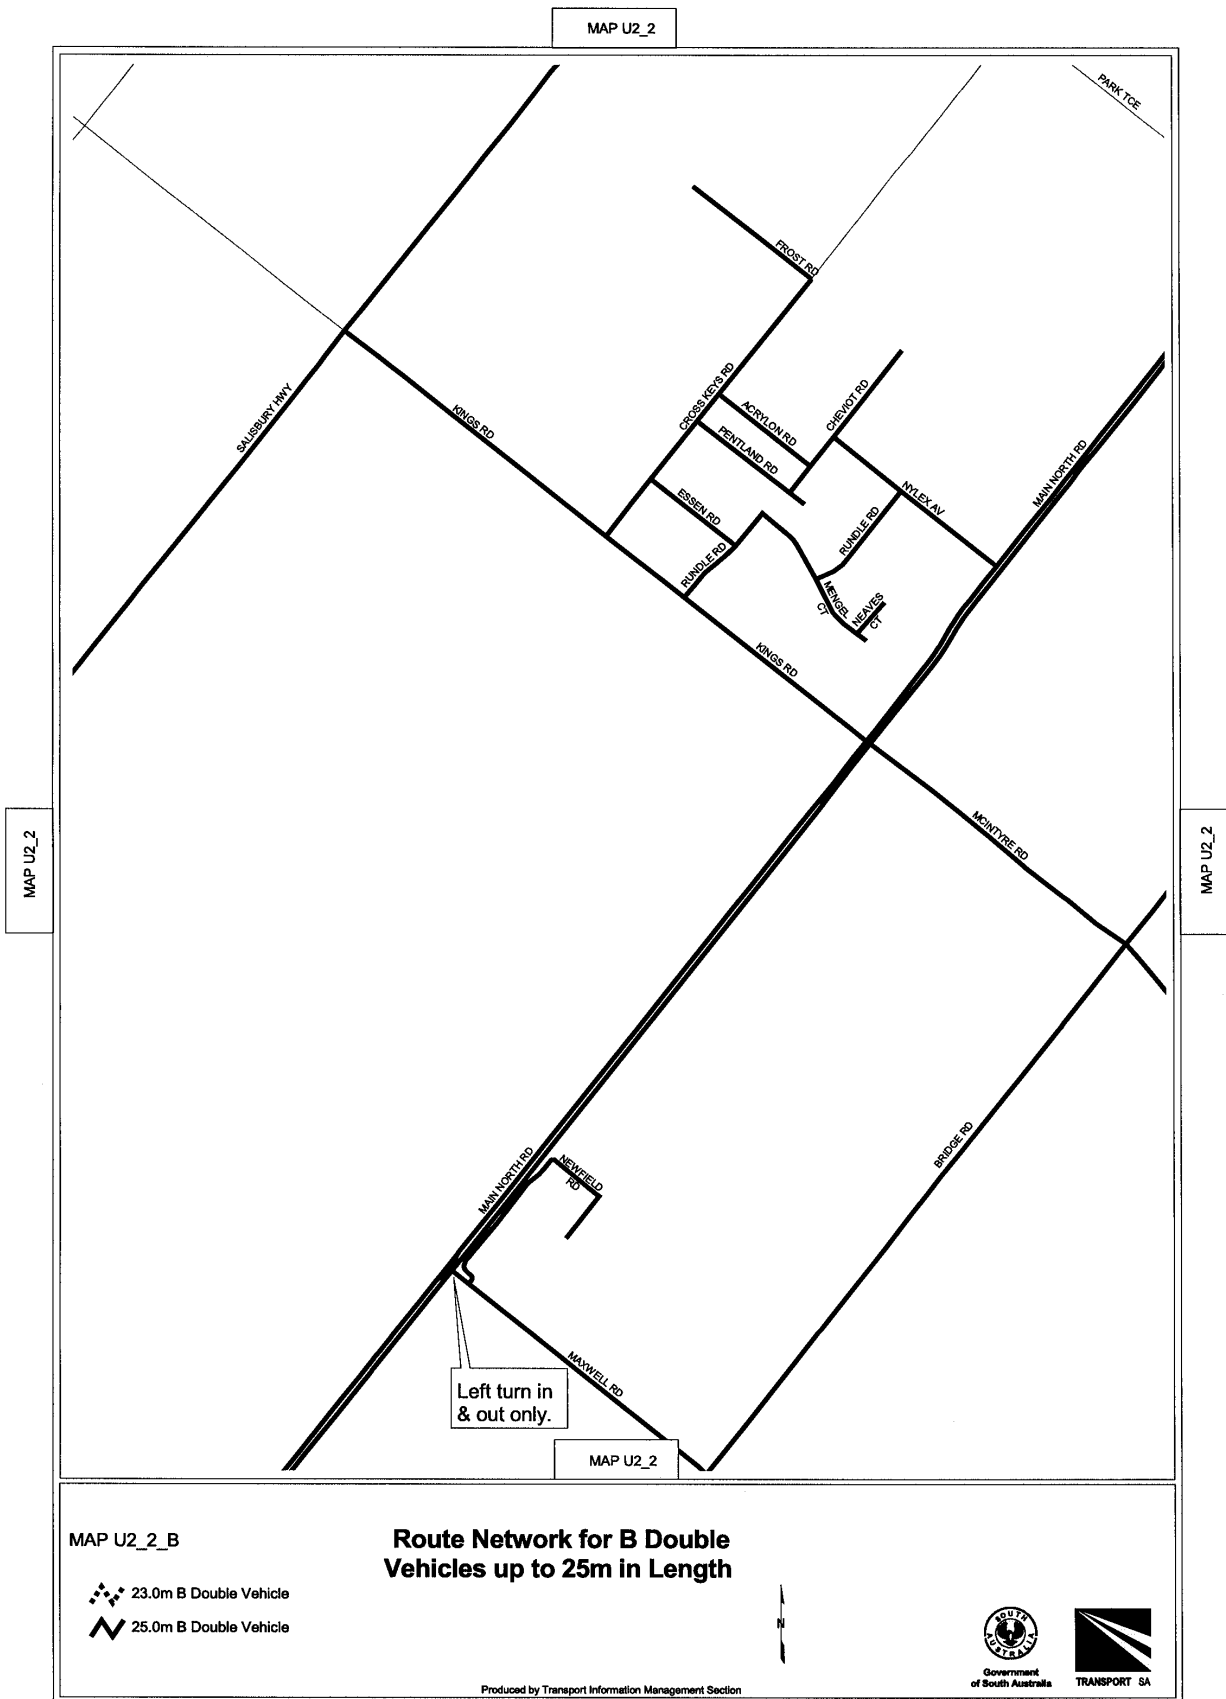 MAP U2_2
PARK TCE
FROST RD
CROSS KEYS RD
CHEVIOT RD
ACRYLON RD
PENTLAND RD
SALISBURY HWY
KINGS RD
MAIN NORTH RD
NYLEX AV
ESSEN RD
RUNDLE RD
RUNDLE RD
MENGEL
CT
NEAVES
CT
KINGS RD
MCINTYRE RD
MAP U2_2
MAP U2_2
BRIDGE RD
MAIN NORTH RD
NEWFIELD
RD
MAXWELL RD
Left turn in
& out only.
MAP U2_2
MAP U2_2_B
Route Network for B Double
Vehicles up to 25m in Length
23.0m B Double Vehicle
25.0m B Double Vehicle
N
SOUTH
AUSTRALIA
Government
of South Australia
TRANSPORT SA
Produced by Transport Information Management Section